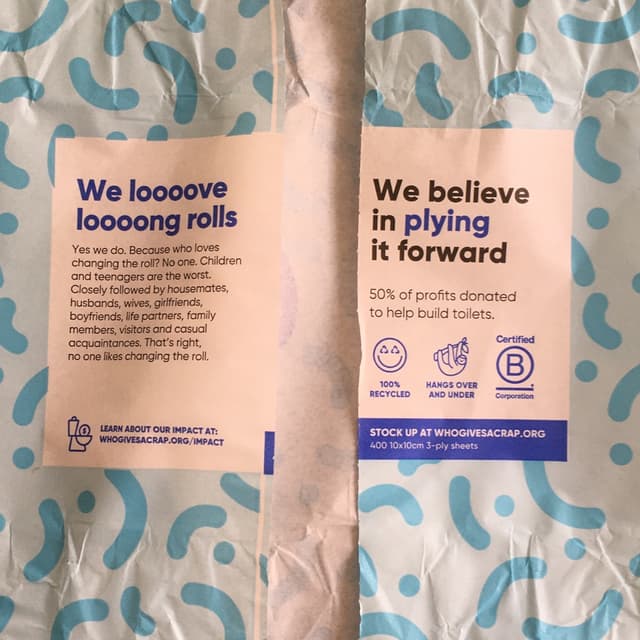 We loooove
loooong rolls
Yes we do. Because who loves
changing the roll? No one. Children
and teenagers are the worst.
Closely followed by housemates,
husbands, wives, girlfriends,
boyfriends, life partners, family
members, visitors and casual
acquaintances. That's right,
no one likes changing the roll.
LEARN ABOUT OUR IMPACT AT:
WHOGIVESACRAP.ORG/IMPACT
We believe
in plying
it forward
50% of profits donated
to help build toilets.
100%
RECYCLED
HANGS OVER
AND UNDER
Certified
B
Corporation
STOCK UP AT WHOGIVESACRAP.ORG
400 10x10cm 3-ply sheets